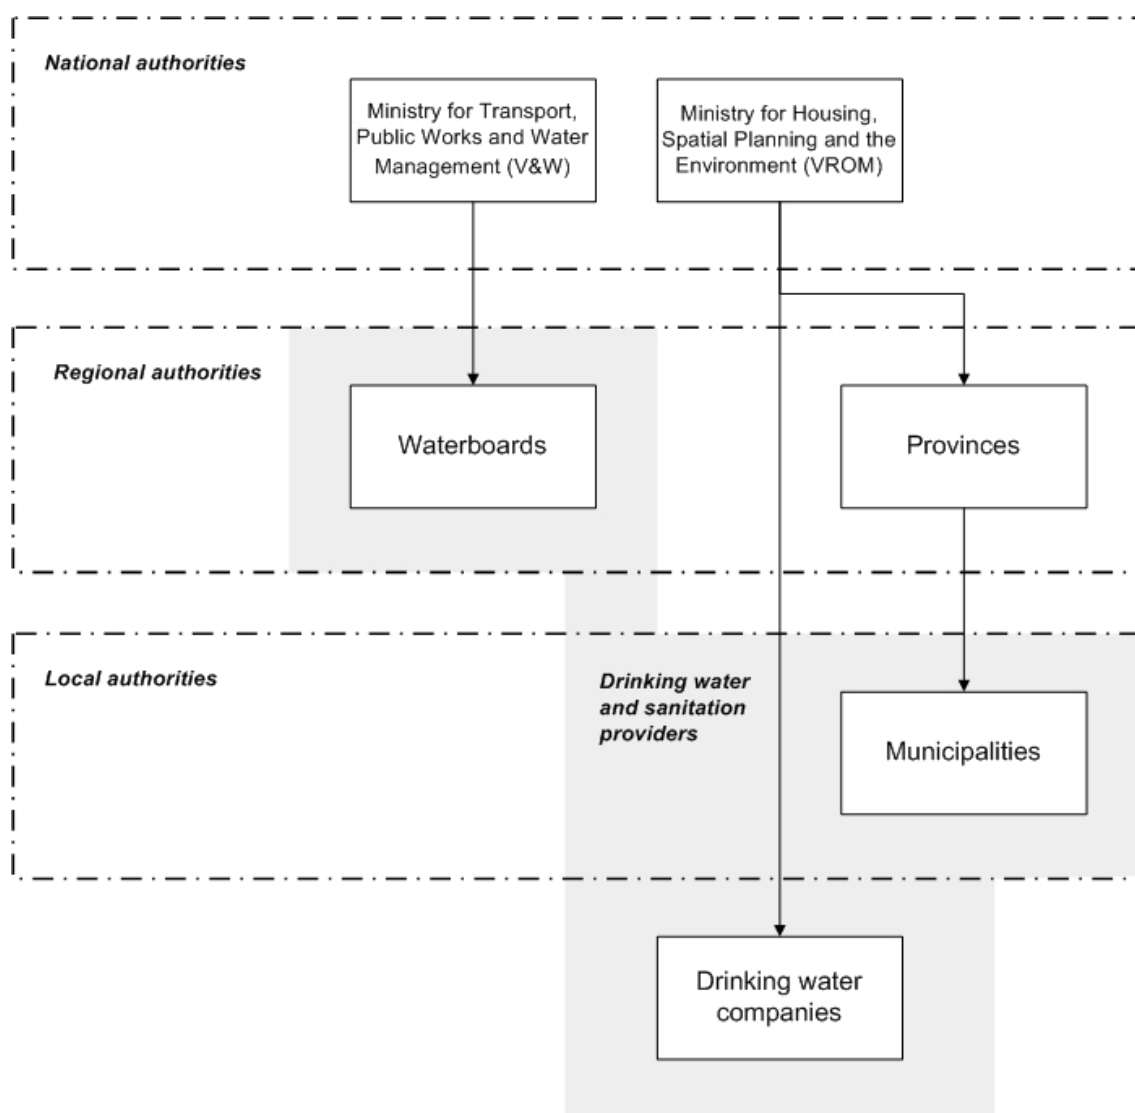 National authorities
Ministry for Transport,
Public Works and Water
Management (V&W)
Ministry for Housing,
Spatial Planning and the
Environment (VROM)
Regional authorities
Waterboards
Provinces
Local authorities
Drinking water
and sanitation
providers
Municipalities
Drinking water
companies